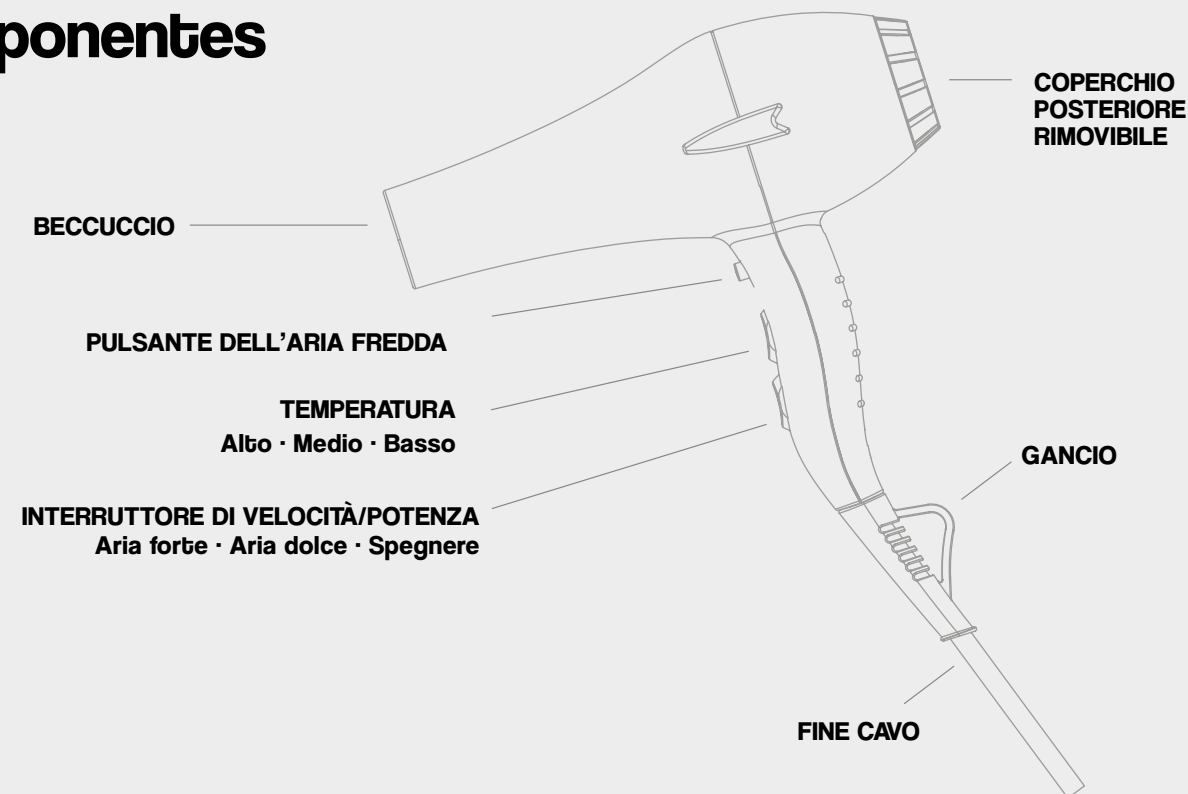 ponentes
COPERCHIO
POSTERIORE
RIMOVIBILE
BECCUCCIO
PULSANTE DELL’ARIA FREDDA
TEMPERATURA
Alto · Medio · Basso
GANCIO
INTERRUTTORE DI VELOCITÀ/POTENZA
Aria forte · Aria dolce · Spegnere
FINE CAVO